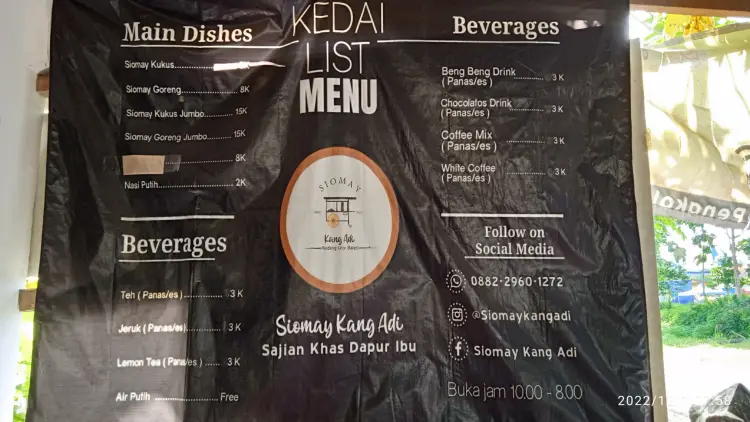 KEDAI
LIST
MENU
Main Dishes
Siomay Kukus
Siomay Goreng 8K
Siomay Kukus Jumbo 15K
Siomay Goreng Jumbo 15K
8K
Nasi Putih 2K
Beverages
Teh ( Panas/es ) 3 K
Jeruk ( Panas/es) 3 K
Lemon Tea ( Panas/es ) 3 K
Air Putih Free
SIOMAY
Kang Adi
Siomay Kang Adi
Sajian Khas Dapur Ibu
Beverages
Beng Beng Drink 3 K
( Panas/es )
Chocolatos Drink 3 K
( Panas/es )
Coffee Mix 3 K
( Panas/es )
White Coffee 3 K
( Panas/es )
Follow on
Social Media
0882-2960-1272
@Siomaykangadi
Siomay Kang Adi
Buka jam 10.00 - 8.00